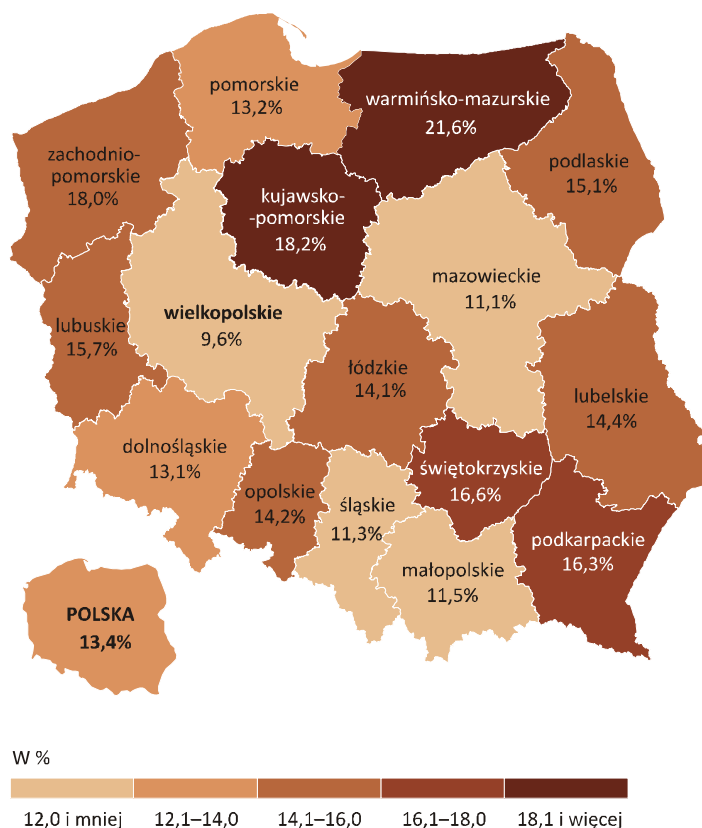 pomorskie
13,2%
warmińsko-mazurskie
21,6%
zachodnio-
pomorskie
18,0%
podlaskie
15,1%
kujawsko-
-pomorskie
18,2%
mazowieckie
11,1%
wielkopolskie
9,6%
lubuskie
15,7%
łódzkie
14,1%
lubelskie
14,4%
dolnośląskie
13,1%
świętokrzyskie
16,6%
opolskie
14,2%
śląskie
11,3%
podkarpackie
16,3%
małopolskie
11,5%
POLSKA
13,4%
W %
12,0 i mniej 12,1–14,0 14,1–16,0 16,1–18,0 18,1 i więcej